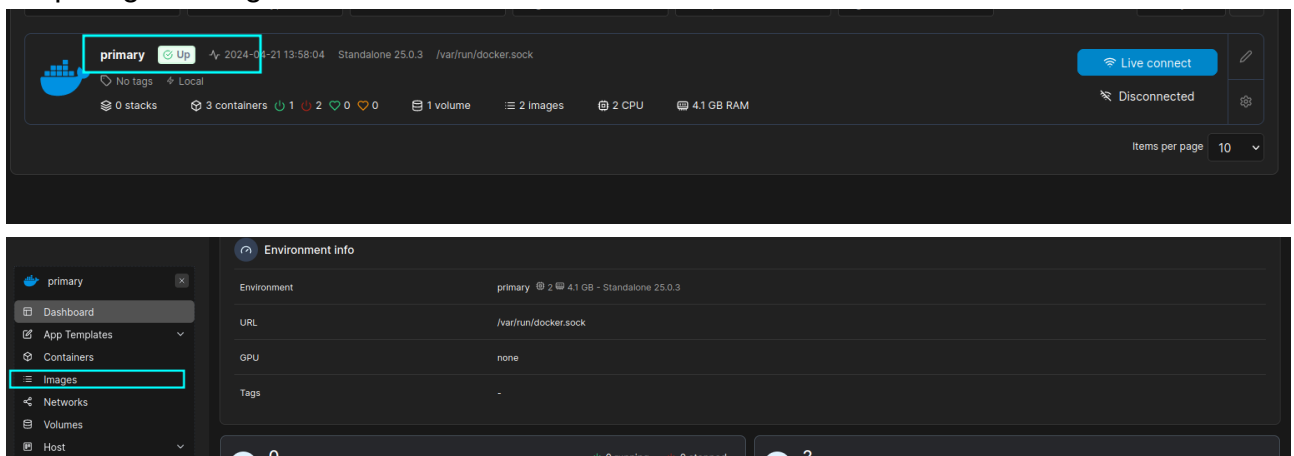 primary Up 2024-04-21 13:58:04 Standalone 25.0.3 /var/run/docker.sock
No tags Local
0 stacks 3 containers 1 2 0 0 1 volume 2 images 2 CPU 4.1 GB RAM
Live connect
Disconnected
Items per page 10
primary
Dashboard
App Templates
Containers
Images
Networks
Volumes
Host
Environment info
Environment primary 2 4.1 GB - Standalone 25.0.3
URL /var/run/docker.sock
GPU none
Tags -